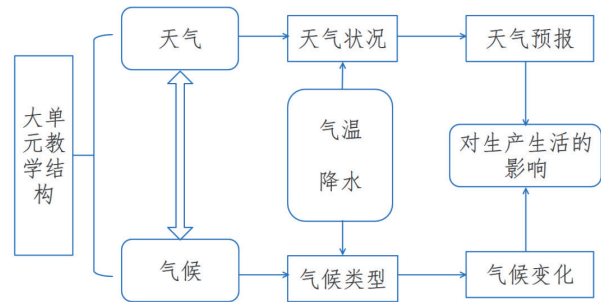 大单
元教
学结
构
天气
天气状况
天气预报
气温
降水
对生产生活的
影响
气候
气候类型
气候变化